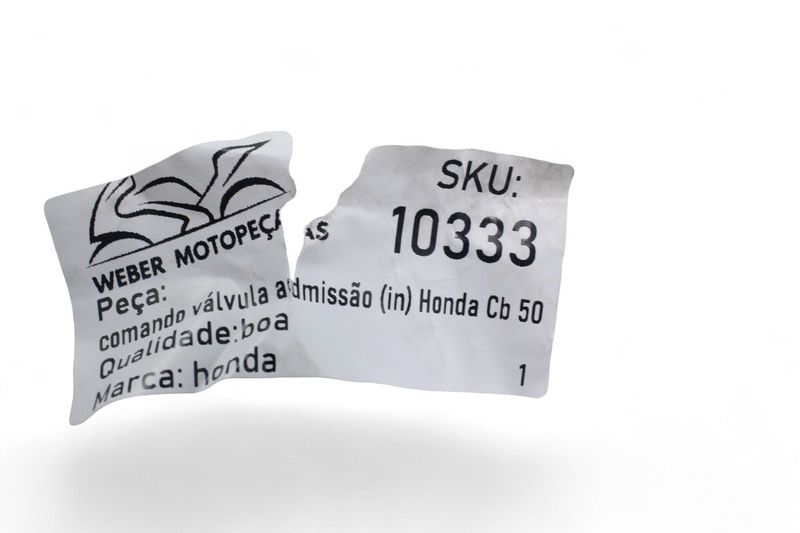 WEBER MOTOPEÇAS
SKU:
10333
Peça:
comando válvula admissão (in) Honda Cb 50
Qualidade:boa
Marca: honda
1